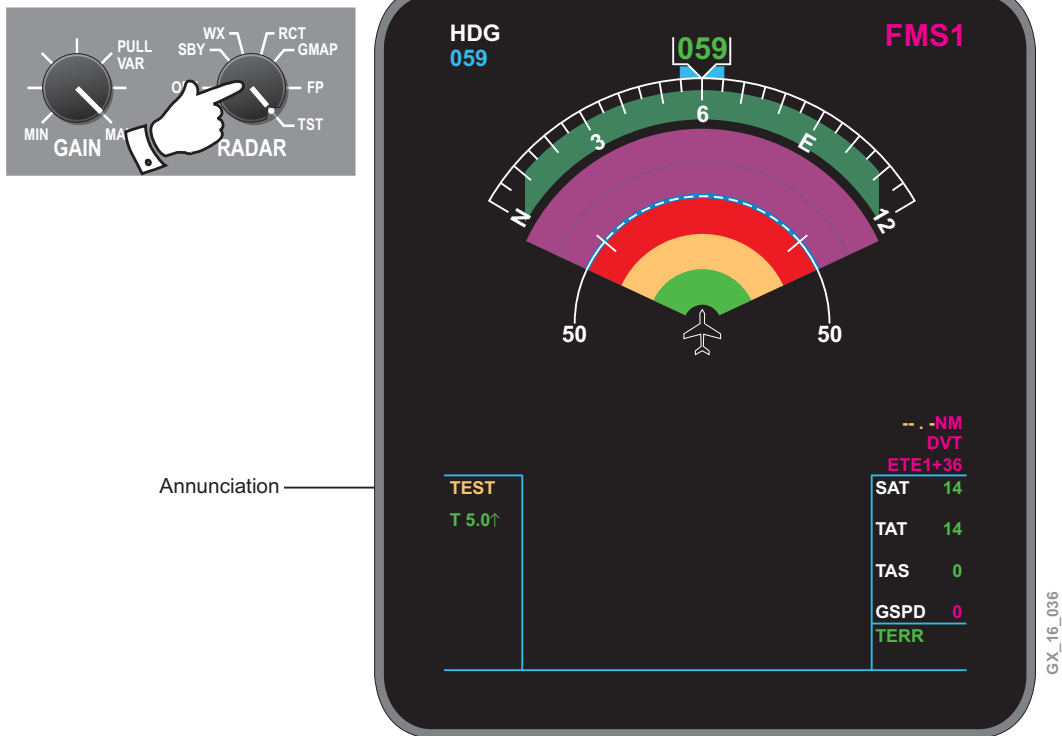 PULL
VAR
MIN
GAIN
WX
RCT
SBY
GMAP
FP
TST
RADAR
HDG
059
FMS1
059
N
3
6
E
12
50
50
-- . -NM
DVT
ETE1+36
Annunciation
TEST
T 5.0↑
SAT 14
TAT 14
TAS 0
GSPD 0
TERR
GX_16_036